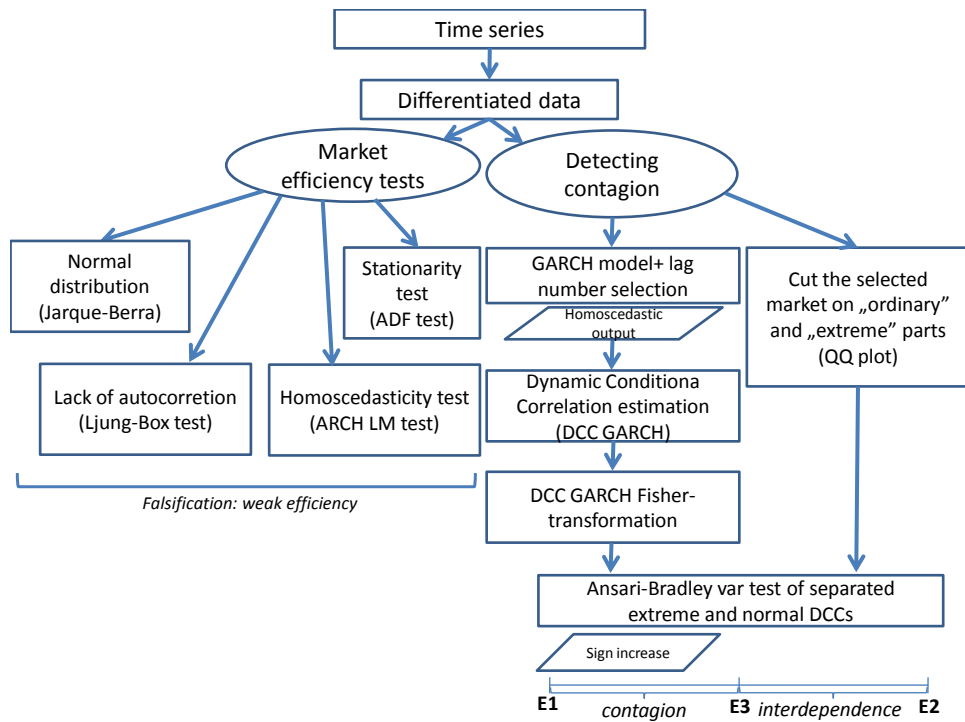 Time series
Differentiated data
Market
efficiency tests
Detecting
contagion
Normal
distribution
(Jarque-Berra)
Stationarity
test
(ADF test)
GARCH model+ lag
number selection
Homoscedastic
output
Cut the selected
market on „ordinary”
and „extreme” parts
(QQ plot)
Lack of autocorretion
(Ljung-Box test)
Homoscedasticity test
(ARCH LM test)
Dynamic Conditiona
Correlation estimation
(DCC GARCH)
Falsification: weak efficiency
DCC GARCH Fisher-
transformation
Ansari-Bradley var test of separated
extreme and normal DCCs
Sign increase
E1 contagion E3 interdependence E2